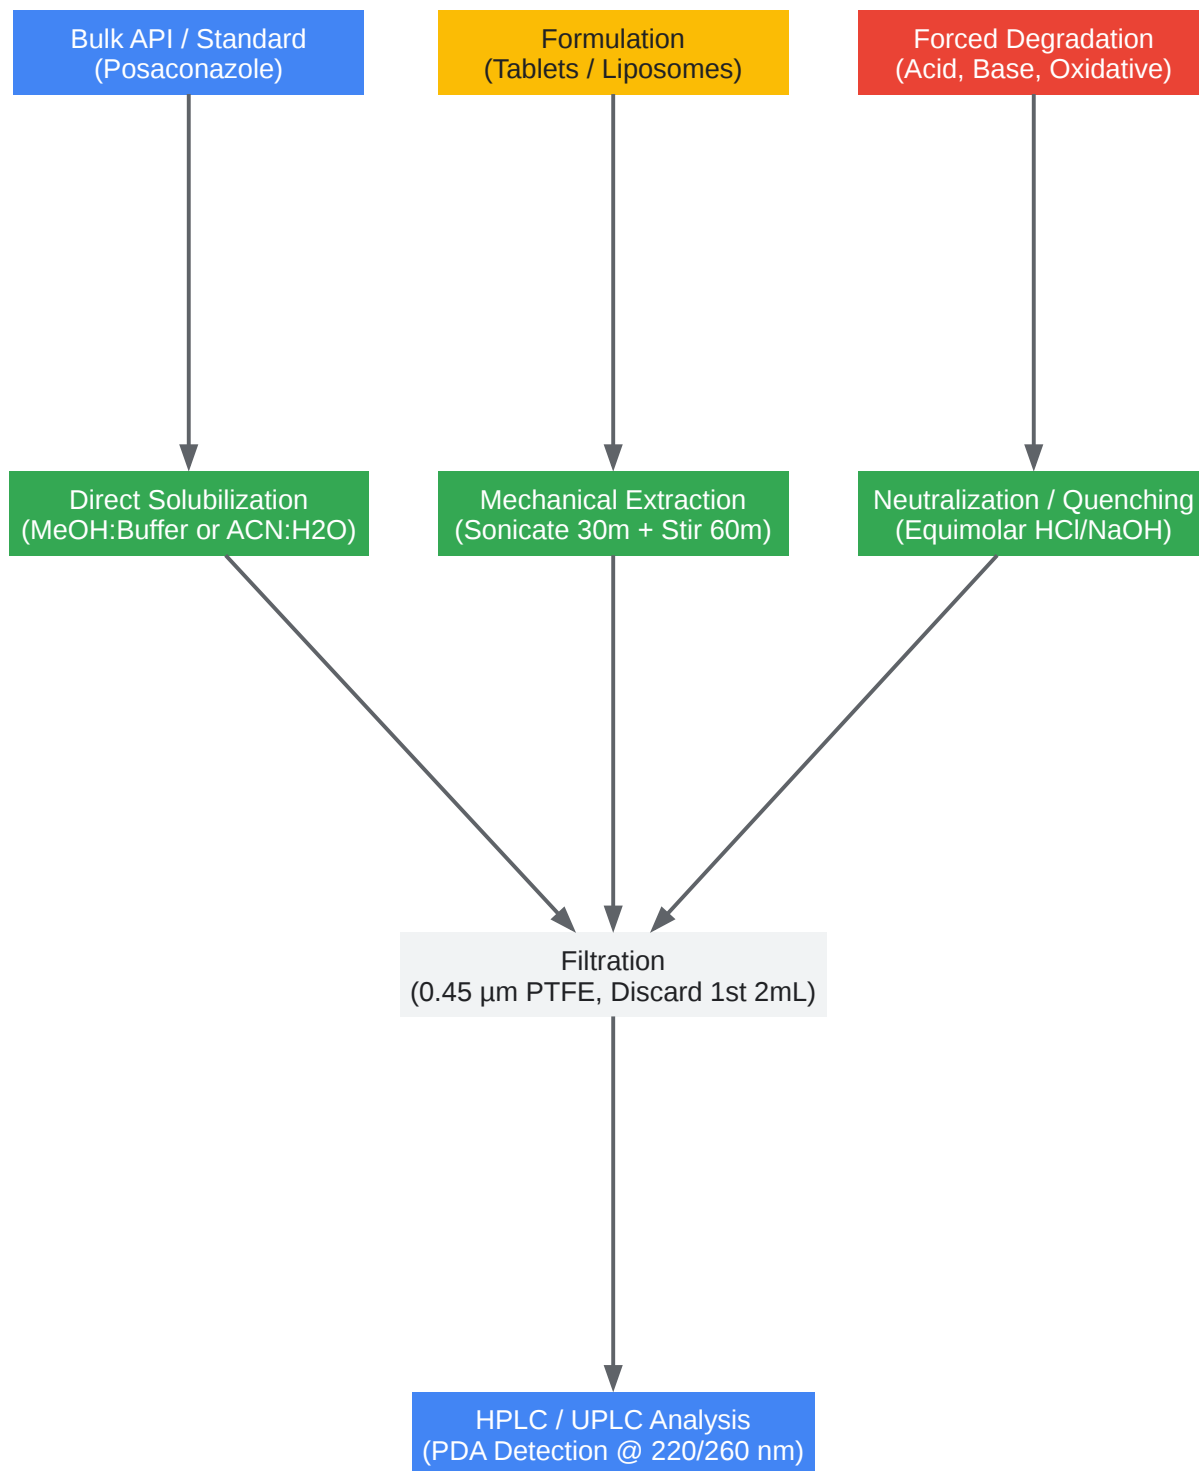 Bulk API / Standard
(Posaconazole)
Formulation
(Tablets / Liposomes)
Forced Degradation
(Acid, Base, Oxidative)
Direct Solubilization
(MeOH:Buffer or ACN:H2O)
Mechanical Extraction
(Sonicate 30m + Stir 60m)
Neutralization / Quenching
(Equimolar HCl/NaOH)
Filtration
(0.45 µm PTFE, Discard 1st 2mL)
HPLC / UPLC Analysis
(PDA Detection @ 220/260 nm)